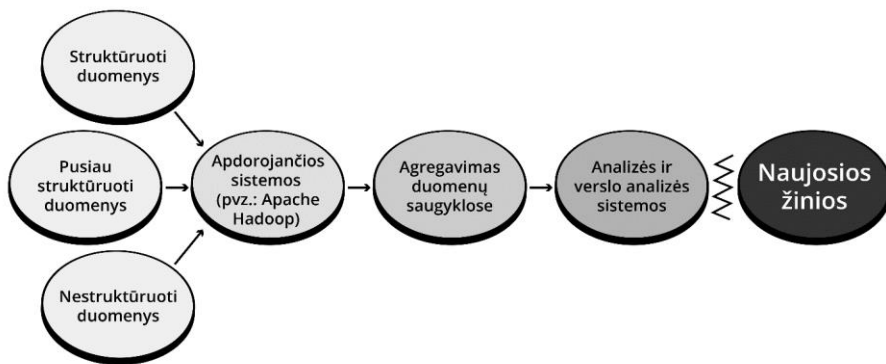 Struktūruoti
duomenys
Pusiau
struktūruoti
duomenys
Nestruktūruoti
duomenys
Apdorojančios
sistemos
(pvz.: Apache
Hadoop)
Agregavimas
duomenų
saugyklose
Analizės ir
verslo analizės
sistemos
Naujosios
žinios